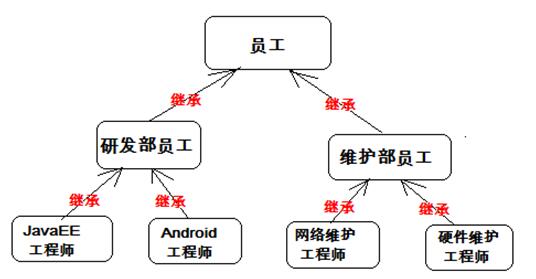 员工
继承
继承
研发部员工
维护部员工
继承
继承
继承
继承
JavaEE
工程师
Android
工程师
网络维护
工程师
硬件维护
工程师